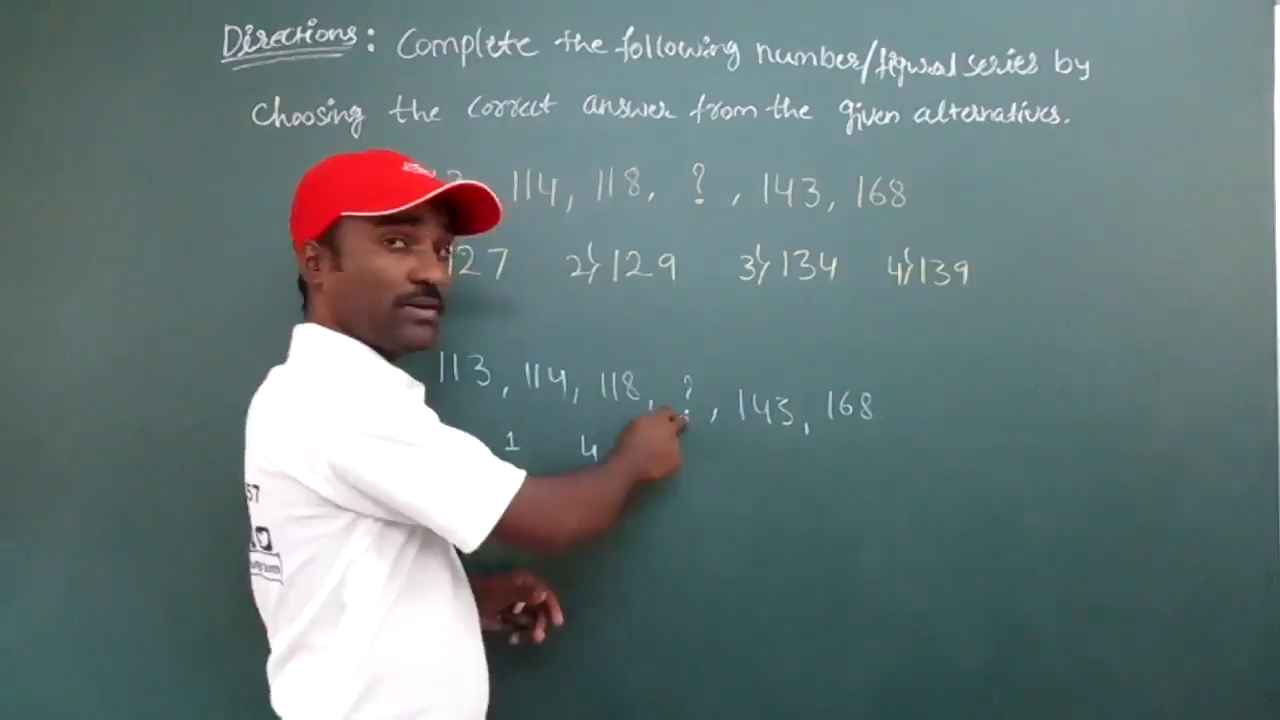 Directions: Complete the following number/figural series by
choosing the correct answer from the given alternatives.
114, 118, ?, 143, 168
127 2) 129 3) 134 4) 139
113, 114, 118, ?, 143, 168
1 4
57